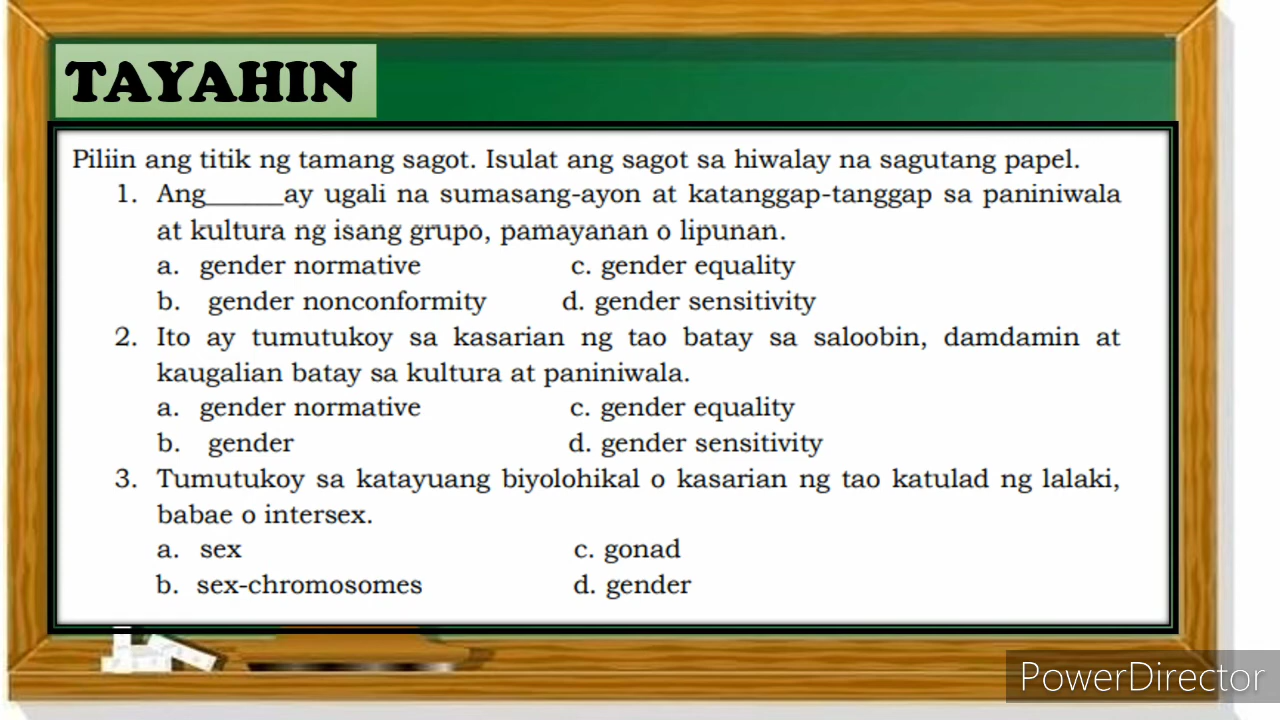 TAYAHIN
Piliin ang titik ng tamang sagot. Isulat ang sagot sa hiwalay na sagutang papel.
1. Ang______ay ugali na sumasang-ayon at katanggap-tanggap sa paniniwala
at kultura ng isang grupo, pamayanan o lipunan.
a. gender normative c. gender equality
b. gender nonconformity d. gender sensitivity
2. Ito ay tumutukoy sa kasarian ng tao batay sa saloobin, damdamin at
kaugalian batay sa kultura at paniniwala.
a. gender normative c. gender equality
b. gender d. gender sensitivity
3. Tumutukoy sa katayuang biyolohikal o kasarian ng tao katulad ng lalaki,
babae o intersex.
a. sex c. gonad
b. sex-chromosomes d. gender
PowerDirector